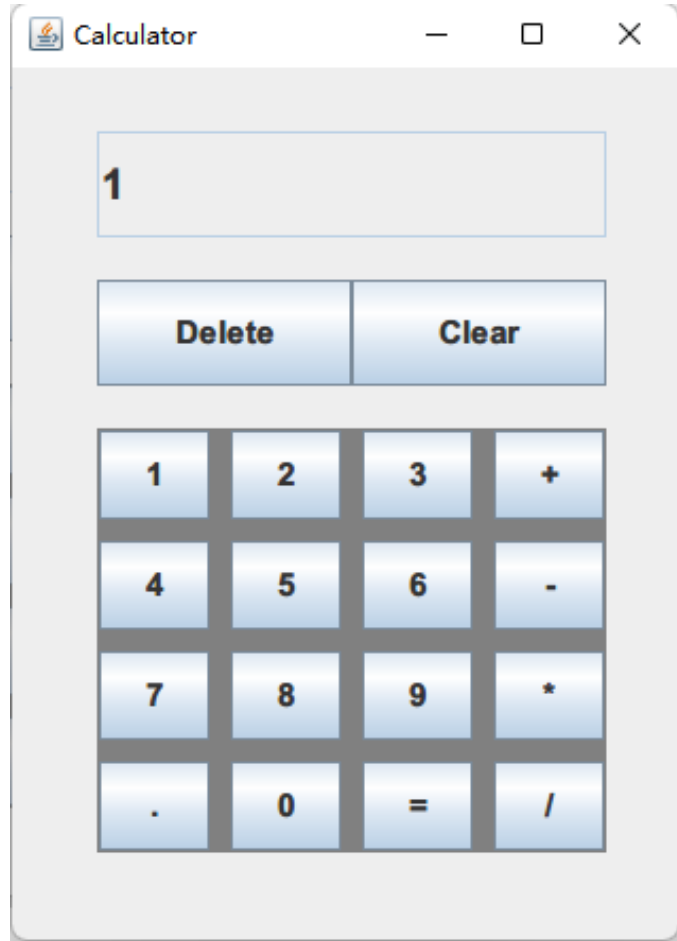 Calculator
1
Delete Clear
1 2 3 +
4 5 6 -
7 8 9 *
. 0 = /